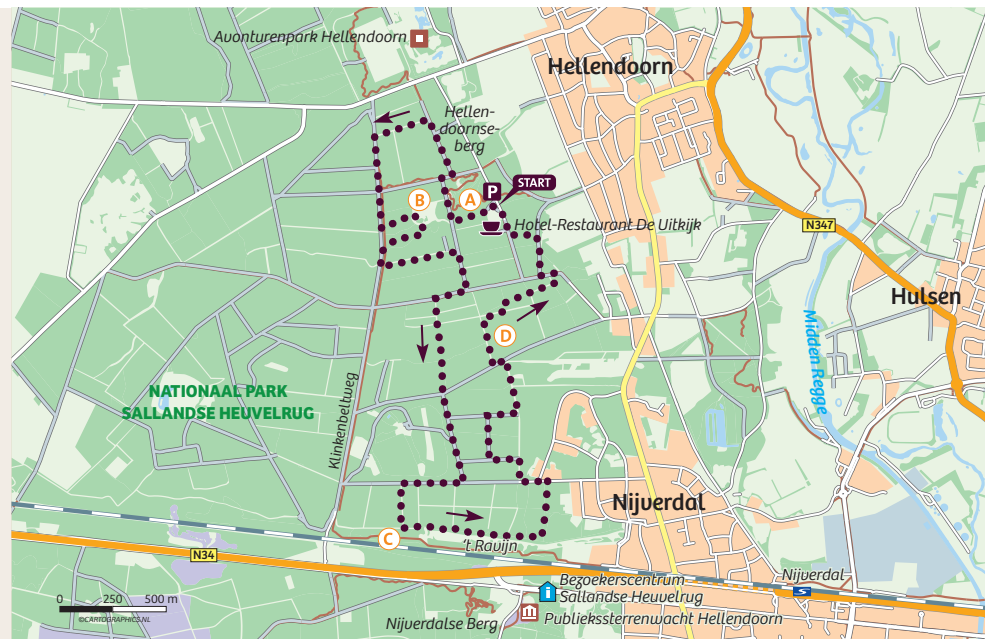 Avonturenpark Hellendoorn
Hellendoorn
Hellen-
doornse-
berg
P
START
A
B
Hotel-Restaurant De Uitkijk
N347
Hulsen
D
Midden Regge
NATIONAAL PARK
SALLANDSE HEUVELRUG
Klinkenbeltweg
Nijverdal
C
't Ravijn
N34
Nijverdal
S
i
Bezoekerscentrum
Sallandse Heuvelrug
0 250 500 m
©CARTOGRAPHICS.NL
Nijverdalse Berg
Publiekssterrenwacht Hellendoorn